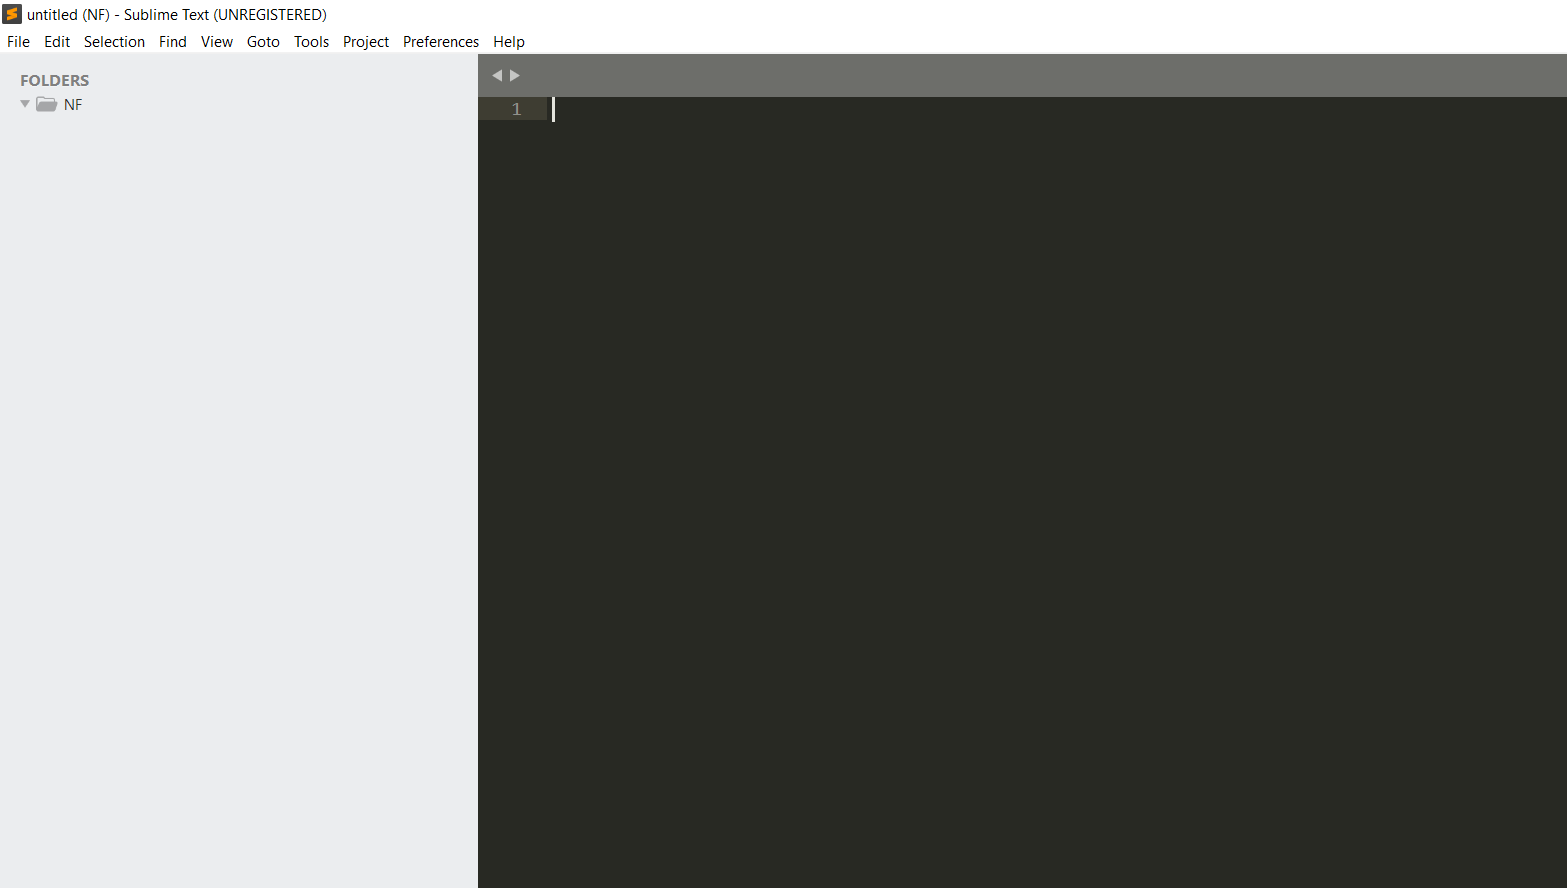 untitled (NF) - Sublime Text (UNREGISTERED)
File Edit Selection Find View Goto Tools Project Preferences Help
FOLDERS
NF
1